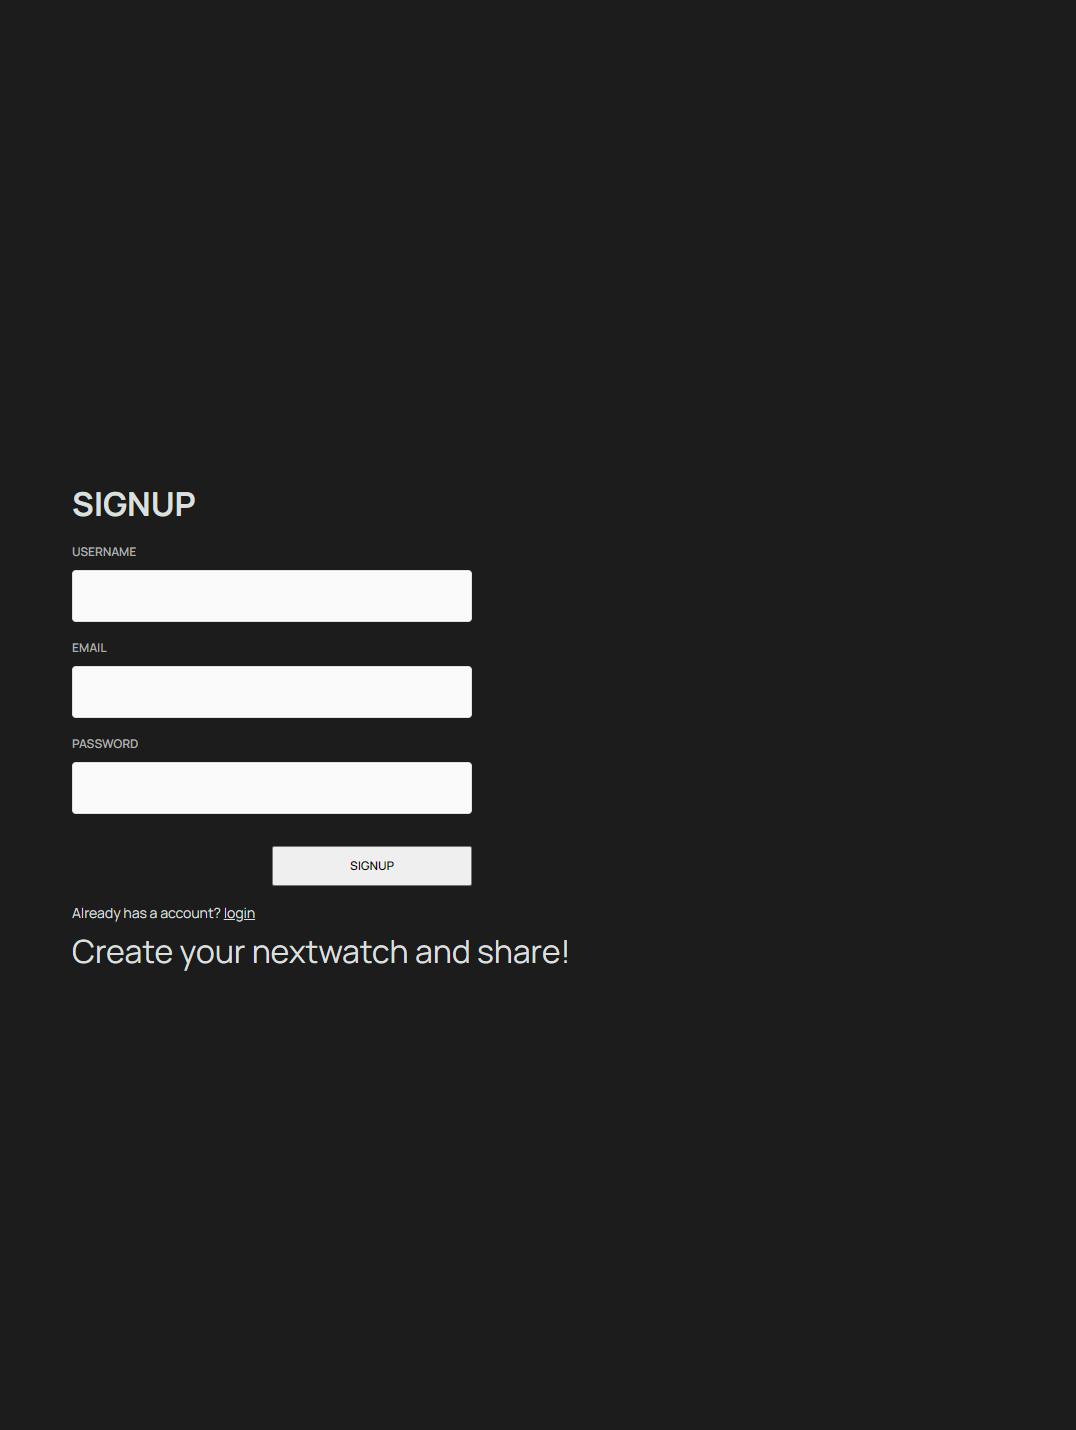 SIGNUP
USERNAME
EMAIL
PASSWORD
SIGNUP
Already has a account? login
Create your nextwatch and share!